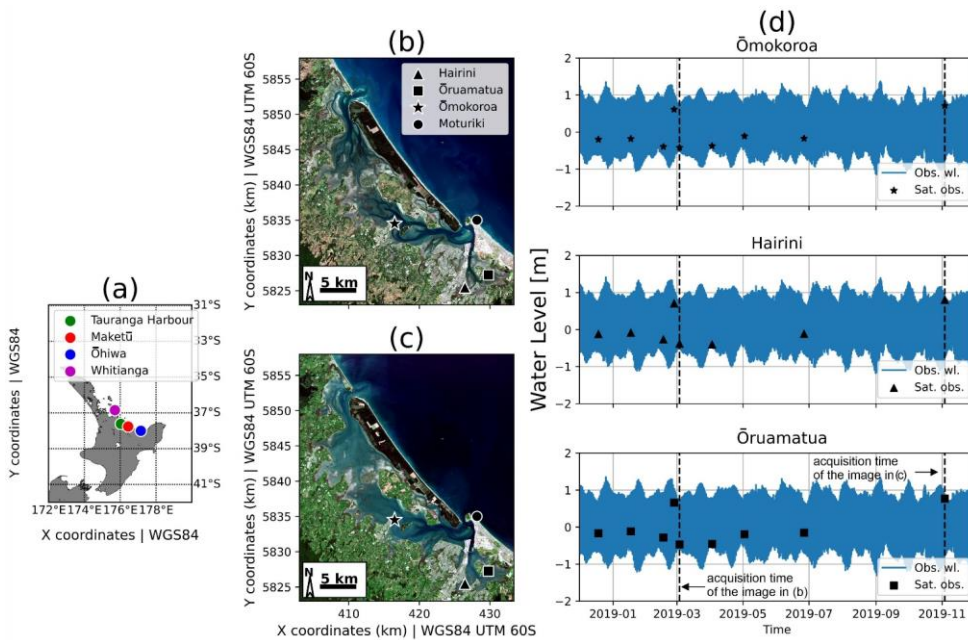 (a)
31°S
33°S
35°S
37°S
39°S
41°S
Tauranga Harbour
Maketū
Ōhiwa
Whitianga
172°E
174°E
176°E
178°E
X coordinates | WGS84
Y coordinates | WGS84
(b)
Hairini
Ōruamatua
Ōmokoroa
Moturiki
5855
5850
5845
5840
5835
5830
5825
Y coordinates (km) | WGS84 UTM 60S
N
5 km
(c)
5855
5850
5845
5840
5835
5830
5825
Y coordinates (km) | WGS84 UTM 60S
N
5 km
410
420
430
X coordinates (km) | WGS84 UTM 60S
(d)
Ōmokoroa
2
1
0
−1
−2
Obs. wl.
Sat. obs.
Hairini
2
1
0
−1
−2
Obs. wl.
Sat. obs.
Water Level [m]
Ōruamatua
2
1
0
−1
−2
acquisition time
of the image in (c)
acquisition time
of the image in (b)
Obs. wl.
Sat. obs.
2019-01
2019-03
2019-05
2019-07
2019-09
2019-11
Time